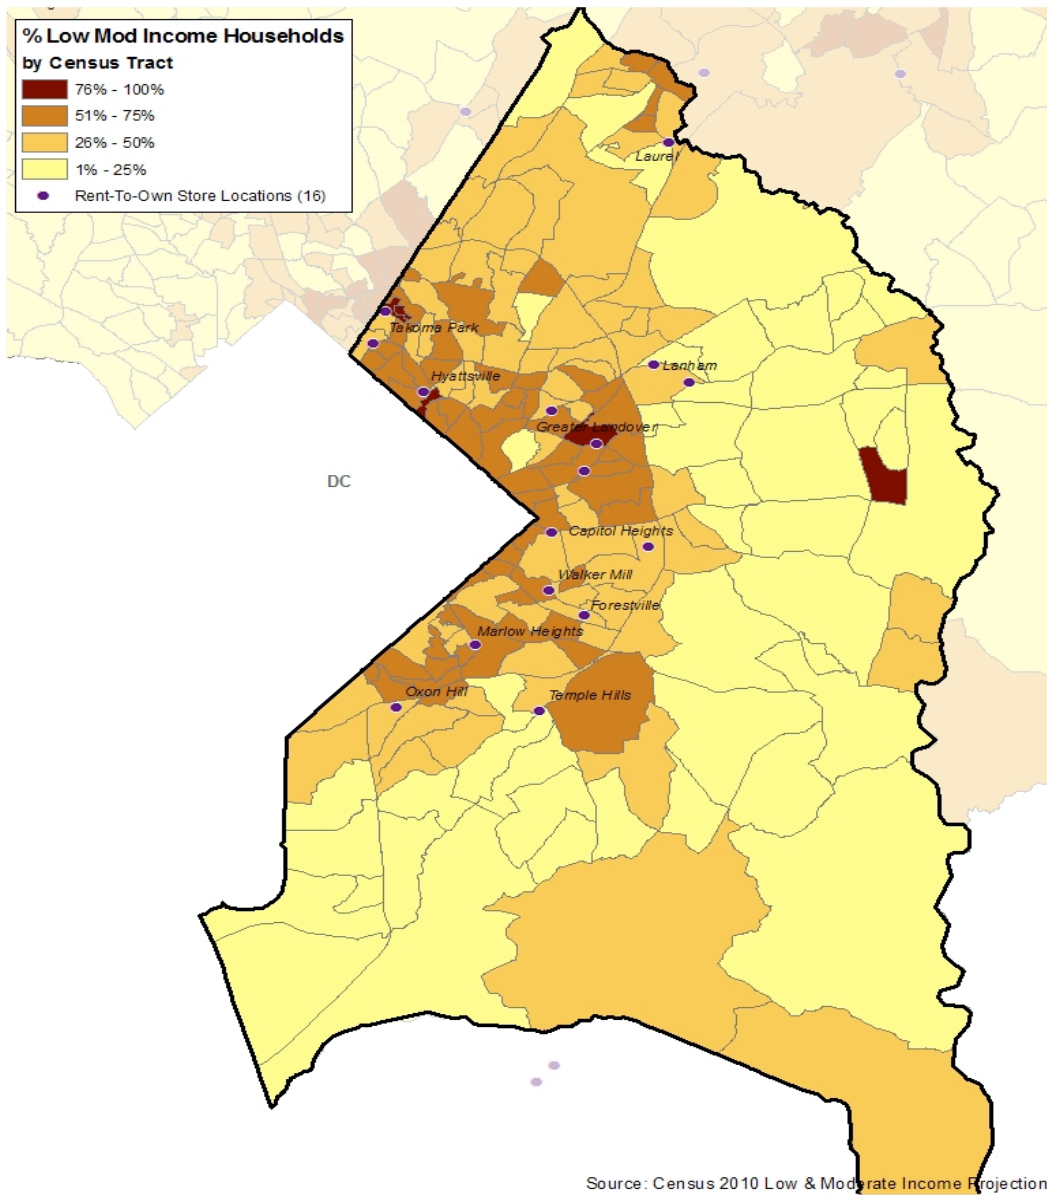 % Low Mod Income Households
by Census Tract
76% - 100%
51% - 75%
26% - 50%
1% - 25%
Rent-To-Own Store Locations (16)
Laurel
Takoma Park
Hyattsville
Lanham
Greater Landover
DC
Capitol Heights
Walker Mill
Forestville
Marlow Heights
Oxon Hill
Temple Hills
Source: Census 2010 Low & Moderate Income Projection